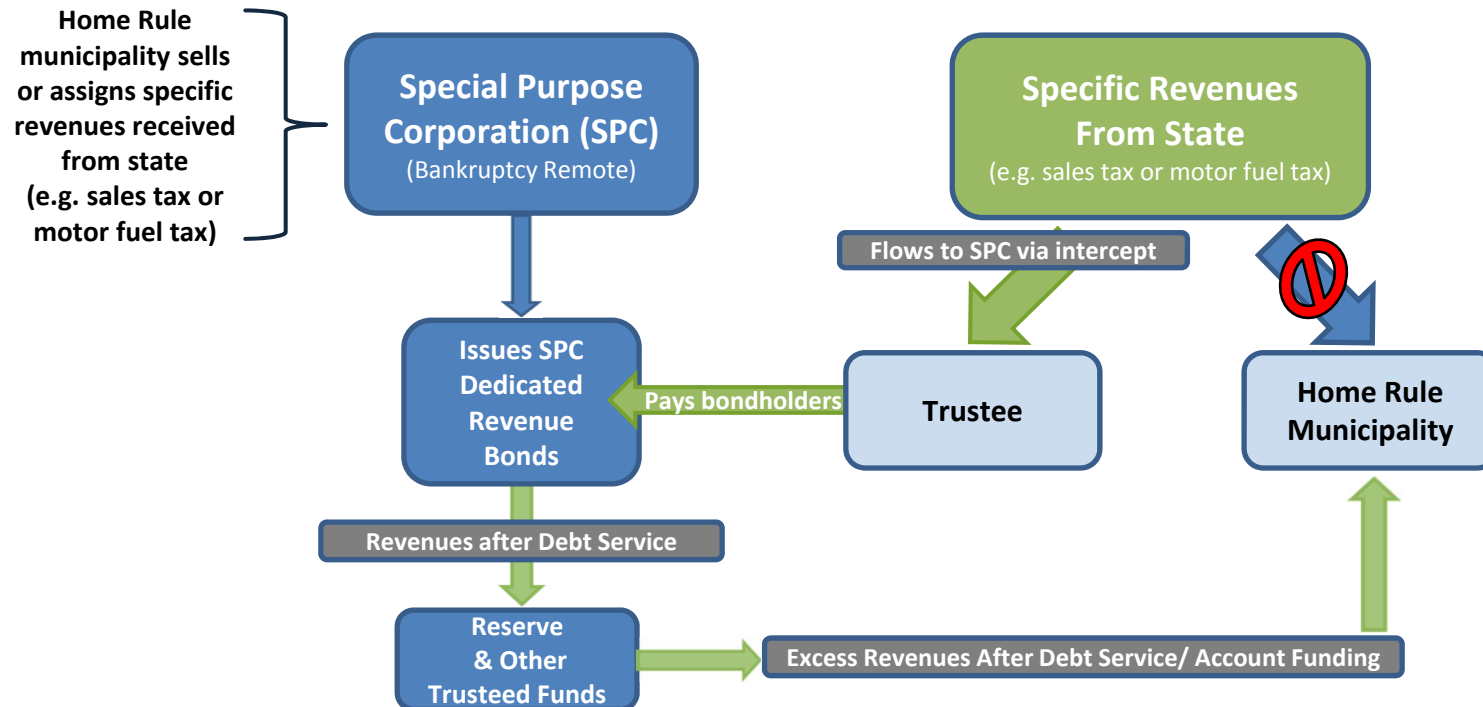 Home Rule
municipality sells
or assigns specific
revenues received
from state
(e.g. sales tax or
motor fuel tax)
Special Purpose
Corporation (SPC)
(Bankruptcy Remote)
Specific Revenues
From State
(e.g. sales tax or motor fuel tax)
Flows to SPC via intercept
Issues SPC
Dedicated
Revenue
Bonds
Pays bondholders
Trustee
Home Rule
Municipality
Revenues after Debt Service
Reserve
& Other
Trusteed Funds
Excess Revenues After Debt Service/ Account Funding